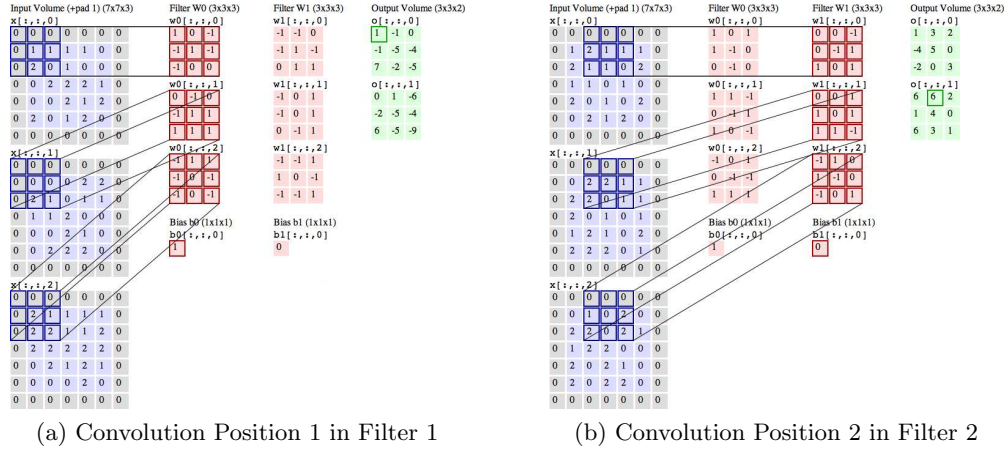 Input Volume (+pad 1) (7x7x3)
x[:,:,0]
0 0 0 0 0 0 0
0 1 1 1 1 0 0
0 2 0 1 1 1 0
0 0 2 2 2 1 0
0 0 0 2 1 2 0
0 2 0 1 2 2 0
0 0 0 0 0 0 0
x[:,:,1]
0 0 0 0 0 0 0
0 0 0 0 2 2 0
0 2 1 0 1 1 0
0 1 1 2 0 0 0
0 0 2 2 0 0 0
0 2 2 2 1 0 0
0 0 0 0 0 0 0
x[:,:,2]
0 0 0 0 0 0 0
0 2 1 1 1 1 0
0 2 2 1 1 2 0
0 2 2 2 2 2 0
0 0 2 1 2 1 0
0 0 0 2 0 0 0
0 0 0 0 0 0 0
Filter W0 (3x3x3)
w0[:,:,0]
1 0 -1
-1 1 -1
-1 0 0
w0[:,:,1]
0 -1 0
-1 1 1
1 1 1
w0[:,:,2]
-1 1 1
-1 0 -1
-1 0 -1
Bias b0 (1x1x1)
b0[:,:,0]
1
Filter W1 (3x3x3)
w1[:,:,0]
-1 -1 0
-1 1 -1
0 1 1
w1[:,:,1]
-1 0 1
-1 0 1
-1 -1 1
w1[:,:,2]
-1 -1 1
1 0 -1
-1 -1 1
Bias b1 (1x1x1)
b1[:,:,0]
0
Output Volume (3x3x2)
o[:,:,0]
1 -1 0
-1 -5 -4
7 -2 -5
o[:,:,1]
0 1 -6
-2 -5 -4
6 -5 -9
(a) Convolution Position 1 in Filter 1
Input Volume (+pad 1) (7x7x3)
x[:,:,0]
0 0 0 0 0 0 0
0 1 2 1 1 2 0
0 2 1 1 0 2 0
0 1 1 0 1 0 0
0 2 0 1 0 2 0
0 2 0 0 2 1 0
0 0 0 0 0 0 0
x[:,:,1]
0 0 0 0 0 0 0
0 2 2 1 1 0 0
0 2 2 0 1 1 0
0 0 2 0 1 2 0
0 2 1 0 2 1 0
0 2 2 1 0 0 0
0 0 0 0 0 0 0
x[:,:,2]
0 0 0 0 0 0 0
0 0 1 0 2 0 0
0 2 2 0 2 1 0
0 1 2 2 0 0 0
0 2 0 2 1 2 0
0 2 0 2 2 0 0
0 0 0 0 0 0 0
Filter W0 (3x3x3)
w0[:,:,0]
1 0 1
1 -1 0
1 0 -1
w0[:,:,1]
1 1 -1
-1 0 1
1 0 -1
w0[:,:,2]
-1 0 1
1 0 1
1 1 1
Bias b0 (1x1x1)
b0[:,:,0]
1
Filter W1 (3x3x3)
w1[:,:,0]
0 0 -1
0 -1 1
1 0 1
w1[:,:,1]
0 0 1
0 1 1
1 1 -1
w1[:,:,2]
-1 1 0
Bias b1 (1x1x1)
b1[:,:,0]
0
Output Volume (3x3x2)
o[:,:,0]
1 3 2
-4 5 0
-2 0 3
o[:,:,1]
6 6 2
1 4 0
6 3 1
(b) Convolution Position 2 in Filter 2